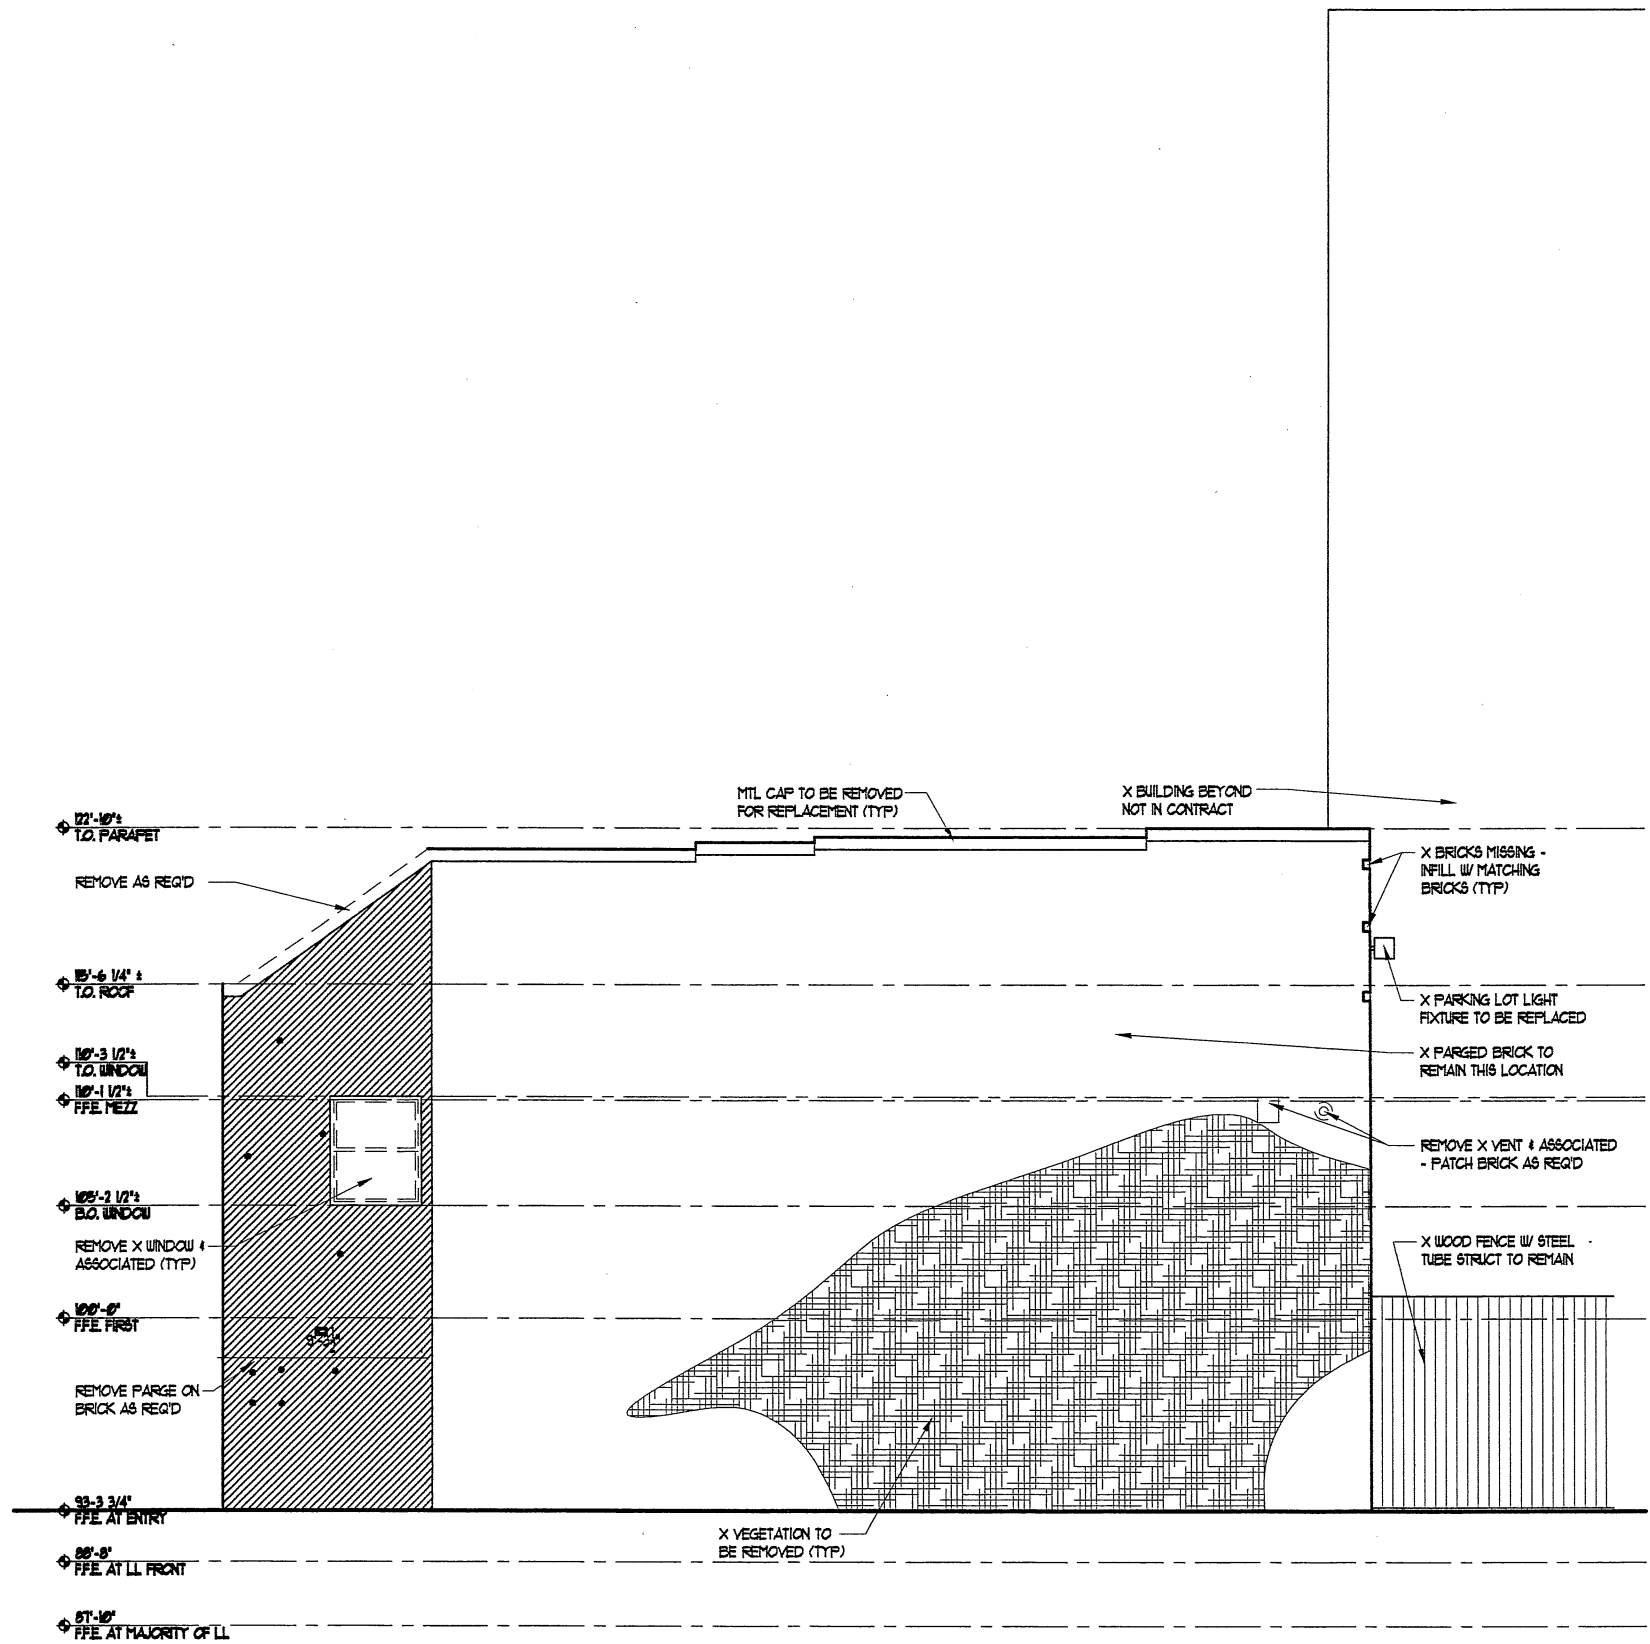 MTL CAP TO BE REMOVED
FOR REPLACEMENT (TYP)
X BUILDING BEYOND
NOT IN CONTRACT
122'-10"±
T.O. PARAPET
REMOVE AS REQ'D
X BRICKS MISSING -
INFILL W/ MATCHING
BRICKS (TYP)
115'-6 1/4" ±
T.O. ROOF
X PARKING LOT LIGHT
FIXTURE TO BE REPLACED
110'-3 1/2"±
T.O. WINDOW
X PARGED BRICK TO
REMAIN THIS LOCATION
110'-1 1/2"±
F.F.E. MEZZ
REMOVE X VENT & ASSOCIATED
- PATCH BRICK AS REQ'D
105'-2 1/2"±
B.O. WINDOW
REMOVE X WINDOW &
ASSOCIATED (TYP)
X WOOD FENCE W/ STEEL
TUBE STRUCT TO REMAIN
100'-0"
F.F.E. FIRST
REMOVE PARGE ON
BRICK AS REQ'D
93-3 3/4"
F.F.E. AT ENTRY
X VEGETATION TO
BE REMOVED (TYP)
F.F.E. AT LL FRONT
87'-10"
F.F.E. AT MAJORITY OF LL